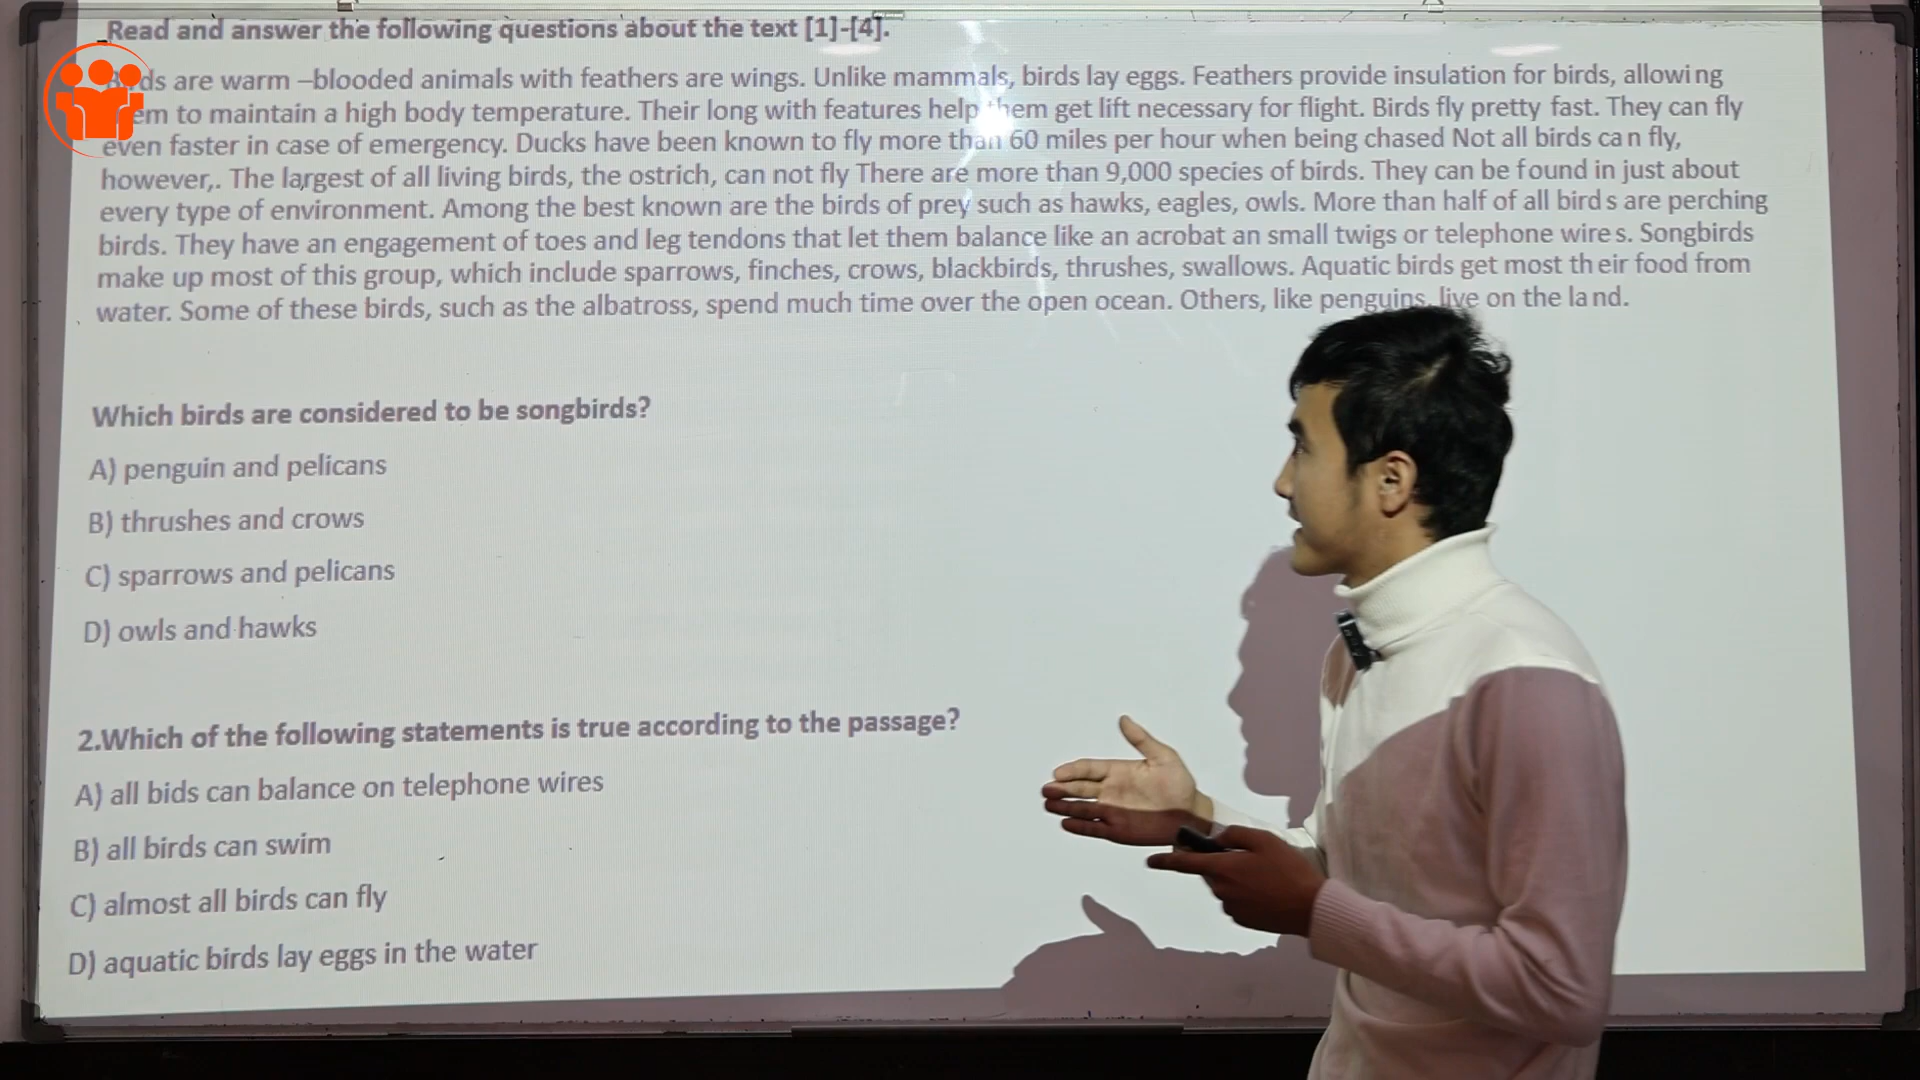 Read and answer the following questions about the text [1]-[4].
are warm –blooded animals with feathers are wings. Unlike mammals, birds lay eggs. Feathers provide insulation for birds, allowing
to maintain a high body temperature. Their long with features help them get lift necessary for flight. Birds fly pretty fast. They can fly
even faster in case of emergency. Ducks have been known to fly more than 60 miles per hour when being chased Not all birds can fly,
however,. The largest of all living birds, the ostrich, can not fly There are more than 9,000 species of birds. They can be found in just about
every type of environment. Among the best known are the birds of prey such as hawks, eagles, owls. More than half of all birds are perching
birds. They have an engagement of toes and leg tendons that let them balance like an acrobat an small twigs or telephone wires. Songbirds
make up most of this group, which include sparrows, finches, crows, blackbirds, thrushes, swallows. Aquatic birds get most their food from
water. Some of these birds, such as the albatross, spend much time over the open ocean. Others, like penguins, live on the land.
Which birds are considered to be songbirds?
A) penguin and pelicans
B) thrushes and crows
C) sparrows and pelicans
D) owls and hawks
2.Which of the following statements is true according to the passage?
A) all bids can balance on telephone wires
B) all birds can swim
C) almost all birds can fly
D) aquatic birds lay eggs in the water